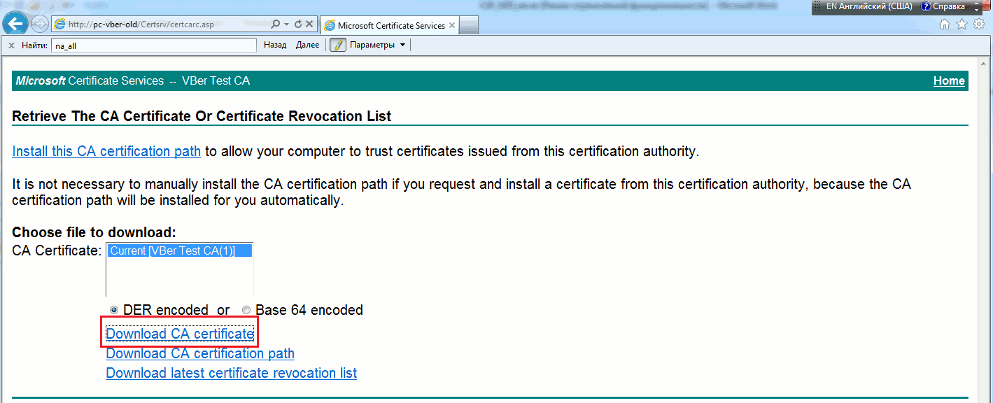 EN Английский (США) Справка
http://pc-vber-old/Certsrv/certcarc.asp
Microsoft Certificate Services
Найти: na_all Назад Далее Параметры
Microsoft Certificate Services -- VBer Test CA Home
Retrieve The CA Certificate Or Certificate Revocation List
Install this CA certification path to allow your computer to trust certificates issued from this certification authority.
It is not necessary to manually install the CA certification path if you request and install a certificate from this certification authority, because the CA
certification path will be installed for you automatically.
Choose file to download:
CA Certificate: Current [VBer Test CA(1)]
DER encoded or Base 64 encoded
Download CA certificate
Download CA certification path
Download latest certificate revocation list